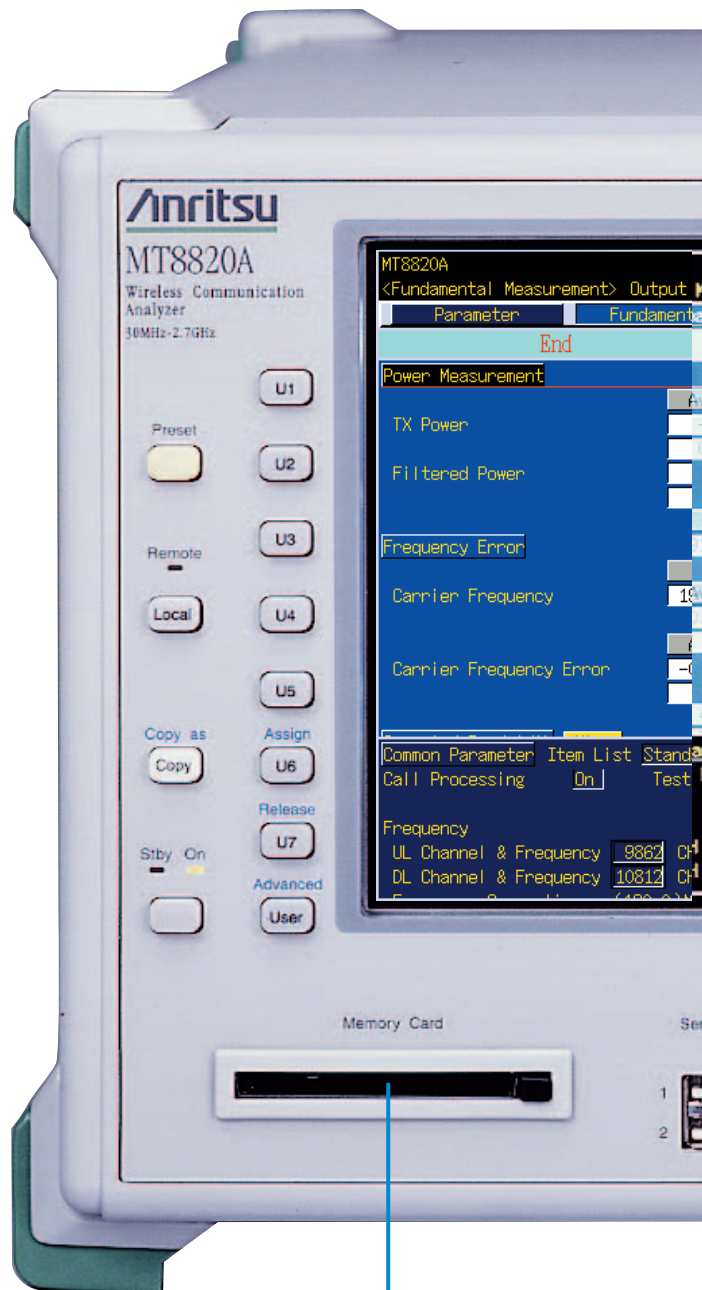 Anritsu
MT8820A
Wireless Communication
Analyzer
30MHz-2.7GHz
Preset
Remote
Local
Copy as
Copy
Stby On
U1
U2
U3
U4
U5
Assign
U6
Release
U7
Advanced
User
MT8820A
<Fundamental Measurement> Output
Parameter
End
Power Measurement
TX Power
Filtered Power
Frequency Error
Carrier Frequency
Carrier Frequency Error
Common Parameter Item List
Call Processing On Test
Frequency
UL Channel & Frequency 9862 CH
DL Channel & Frequency 10812 CH
Memory Card
1
2